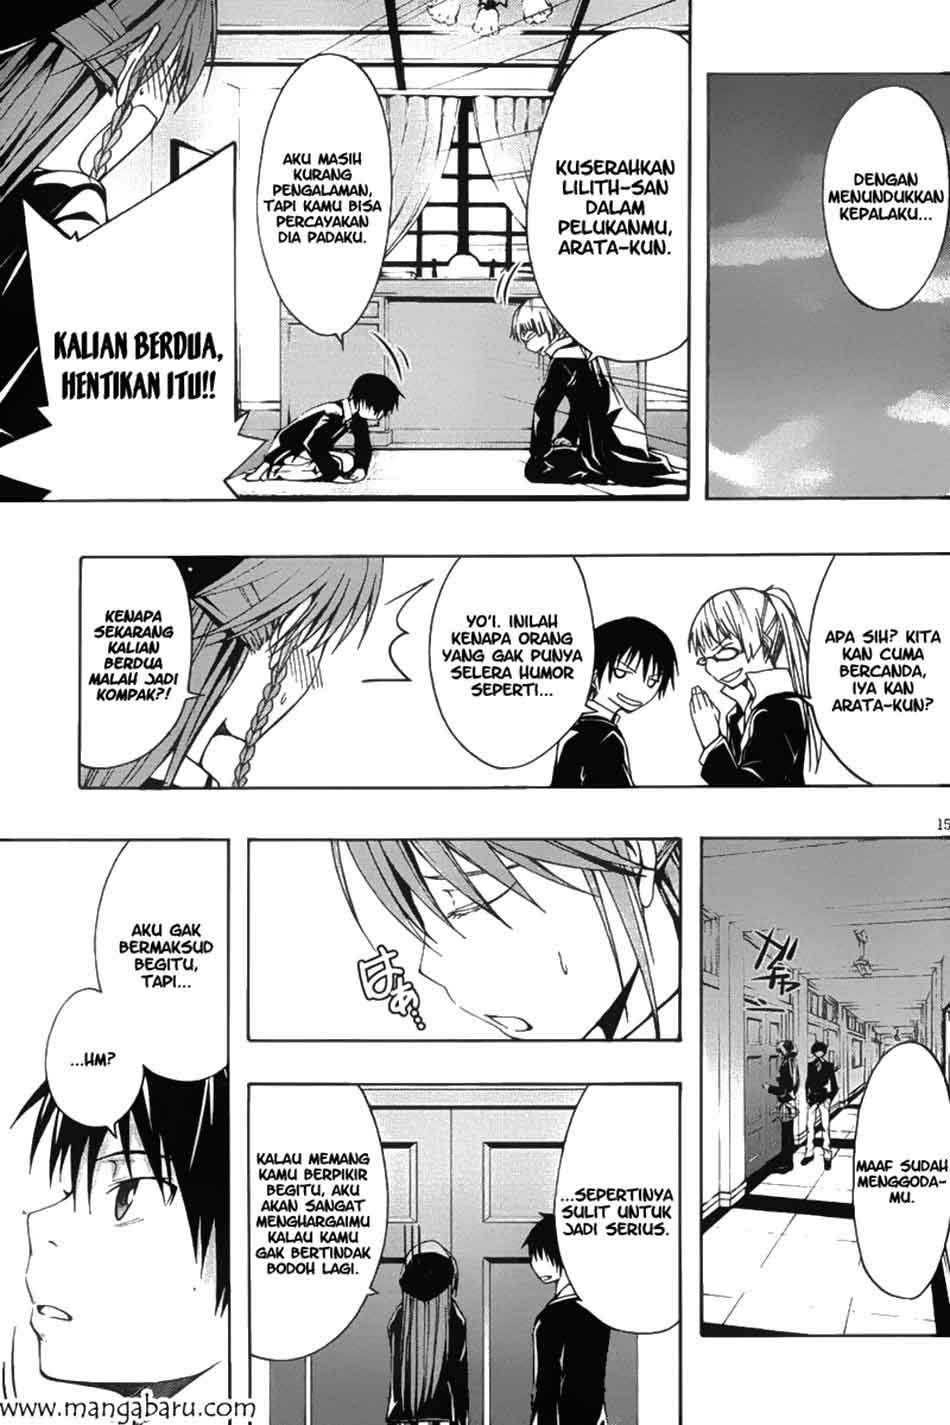 DENGAN
MENUNDUKKAN
KEPALAKU...
KUSERAHKAN
LILITH-SAN
DALAM
PELUKANMU,
ARATA-KUN.
AKU MASIH
KURANG
PENGALAMAN,
TAPI KAMU BISA
PERCAYAKAN
DIA PADAKU.
KALIAN BERDUA,
HENTIKAN ITU!!
APA SIH? KITA
KAN CUMA
BERCANDA,
IYA KAN
ARATA-KUN?
YO'I. INILAH
KENAPA ORANG
YANG GAK PUNYA
SELERA HUMOR
SEPERTI...
KENAPA
SEKARANG
KALIAN
BERDUA
MALAH JADI
KOMPAK?!
15
MAAF SUDAH
MENGGODA-
MU.
はぁ…
...SEPERTINYA
SULIT UNTUK
JADI SERIUS.
KALAU MEMANG
KAMU BERPIKIR
BEGITU, AKU
AKAN SANGAT
MENGHARGAIMU
KALAU KAMU
GAK BERTINDAK
BODOH LAGI.
AKU GAK
BERMAKSUD
BEGITU,
TAPI...
...HM?
www.mangabaru.com